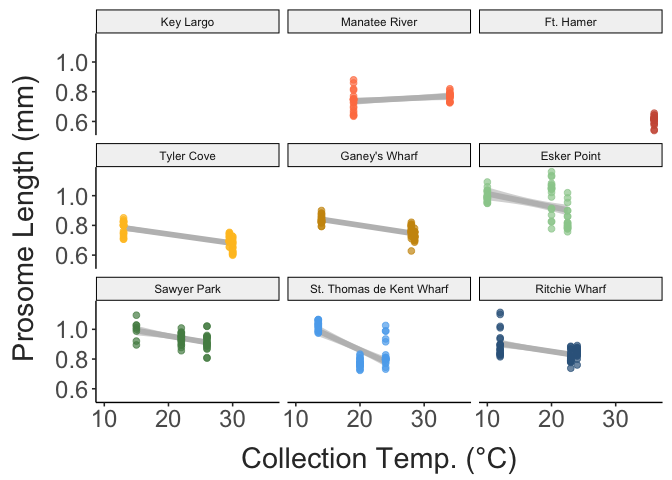 Key Largo
Manatee River
Ft. Hamer
1.0
0.8
0.6
Tyler Cove
Ganey's Wharf
Esker Point
1.0
0.8
0.6
Sawyer Park
St. Thomas de Kent Wharf
Ritchie Wharf
1.0
0.8
0.6
10 20 30 10 20 30 10 20 30
Collection Temp. (°C)
Prosome Length (mm)